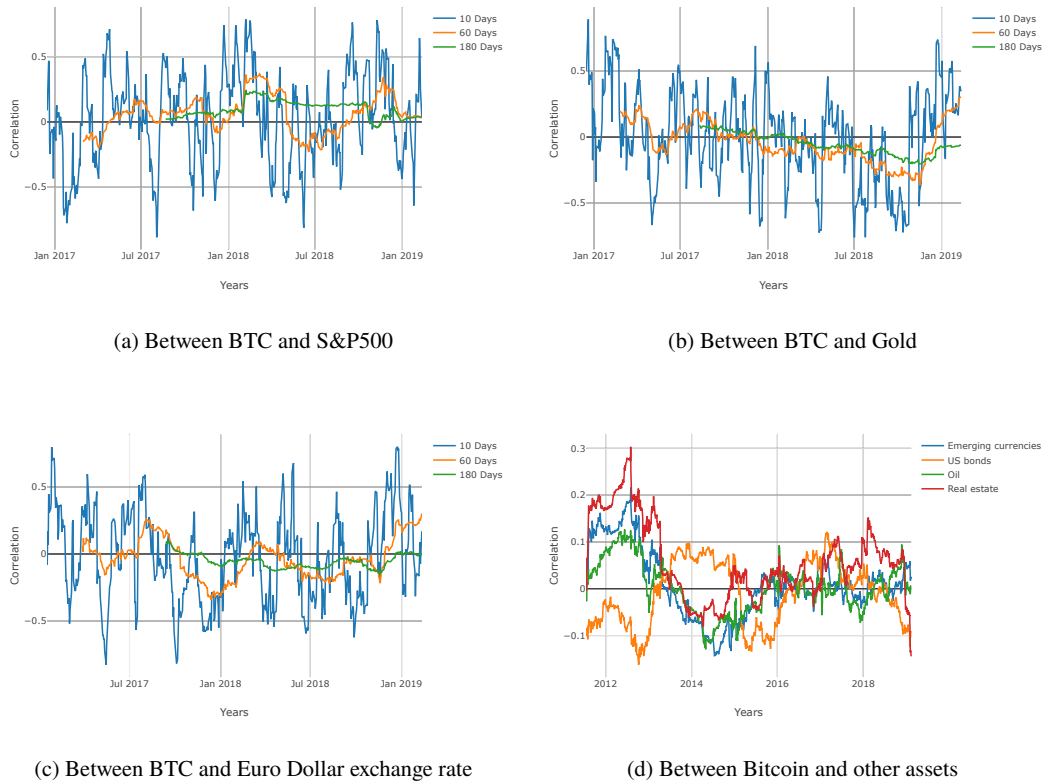 10 Days
60 Days
180 Days
0.5
0
−0.5
Correlation
Jan 2017
Jul 2017
Jan 2018
Jul 2018
Jan 2019
Years
(a) Between BTC and S&P500
10 Days
60 Days
180 Days
0.5
0
−0.5
Correlation
Jan 2017
Jul 2017
Jan 2018
Jul 2018
Jan 2019
Years
(b) Between BTC and Gold
10 Days
60 Days
180 Days
0.5
0
−0.5
Correlation
Jul 2017
Jan 2018
Jul 2018
Jan 2019
Years
(c) Between BTC and Euro Dollar exchange rate
Emerging currencies
US bonds
Oil
Real estate
0.3
0.2
0.1
0
−0.1
Correlation
2012
2014
2016
2018
Years
(d) Between Bitcoin and other assets